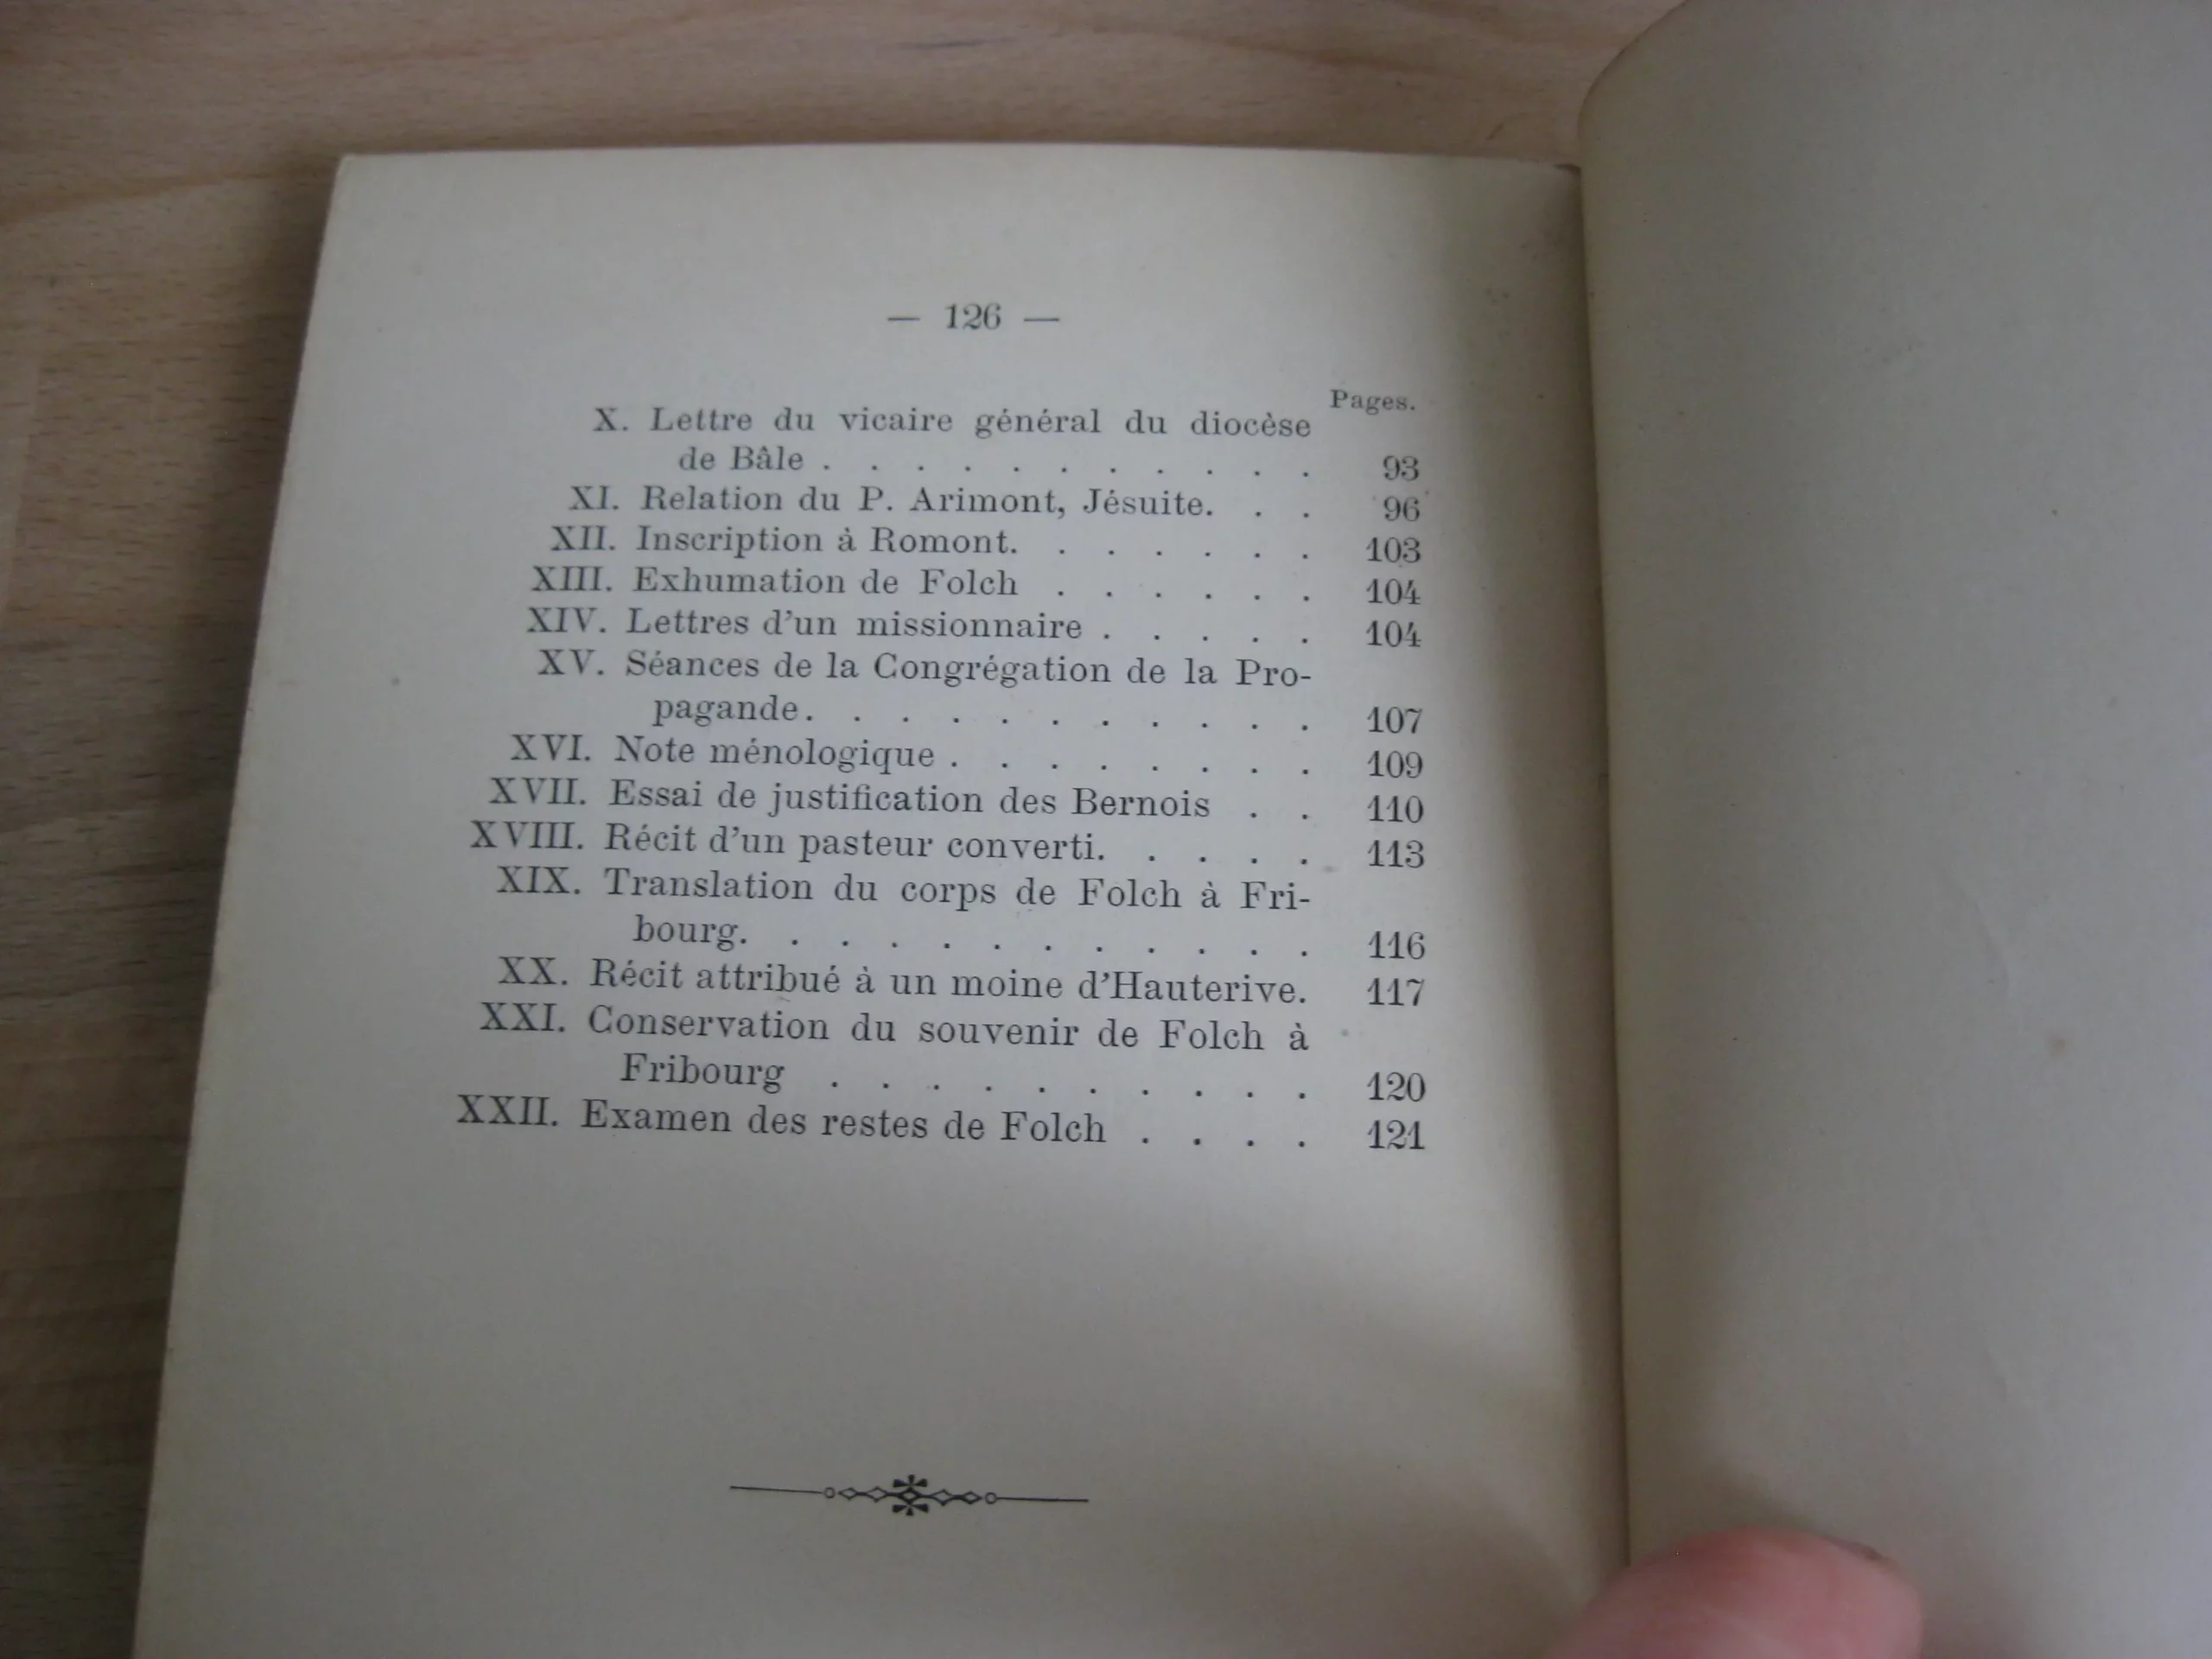 — 126 —
Pages.
X. Lettre du vicaire général du diocèse
de Bâle . . . . . . . . . . . 93
XI. Relation du P. Arimont, Jésuite. . . 96
XII. Inscription à Romont. . . . . . . 103
XIII. Exhumation de Folch . . . . . . 104
XIV. Lettres d'un missionnaire . . . . . 104
XV. Séances de la Congrégation de la Pro-
pagande. . . . . . . . . . . 107
XVI. Note ménologique . . . . . . . . 109
XVII. Essai de justification des Bernois . . 110
XVIII. Récit d'un pasteur converti. . . . . 113
XIX. Translation du corps de Folch à Fri-
bourg. . . . . . . . . . . . 116
XX. Récit attribué à un moine d'Hauterive. 117
XXI. Conservation du souvenir de Folch à
Fribourg . . . . . . . . . . 120
XXII. Examen des restes de Folch . . . . 121